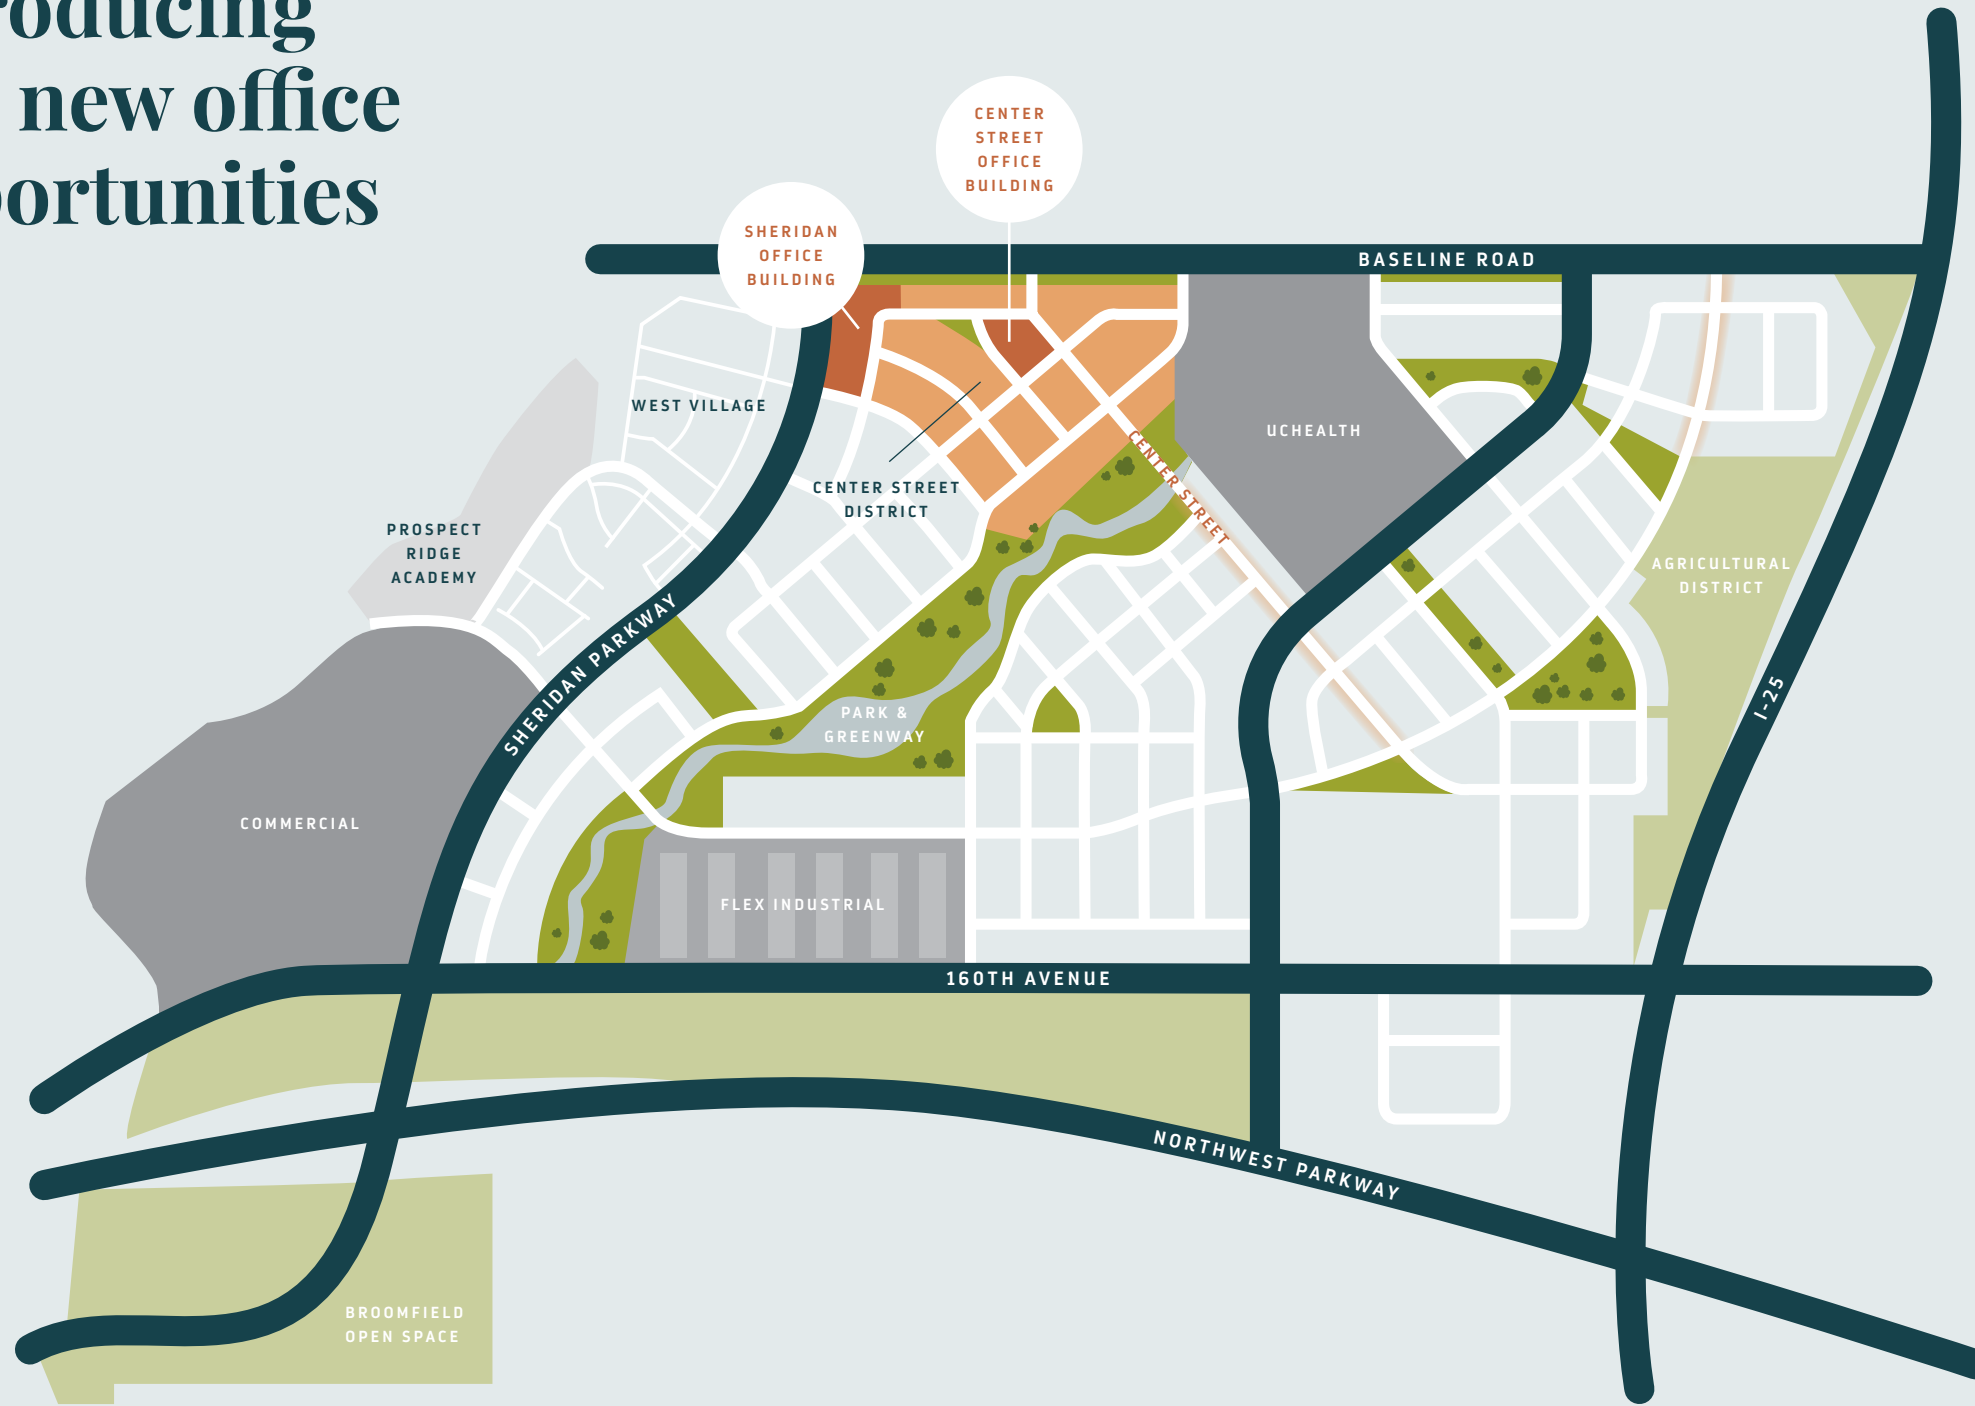 roducing
new office
ortunities
CENTER
STREET
OFFICE
BUILDING
SHERIDAN
OFFICE
BUILDING
BASELINE ROAD
WEST VILLAGE
UCHEALTH
CENTER STREET
CENTER STREET
DISTRICT
PROSPECT
RIDGE
ACADEMY
AGRICULTURAL
DISTRICT
SHERIDAN PARKWAY
I-25
PARK &
GREENWAY
COMMERCIAL
FLEX INDUSTRIAL
160TH AVENUE
NORTHWEST PARKWAY
BROOMFIELD
OPEN SPACE